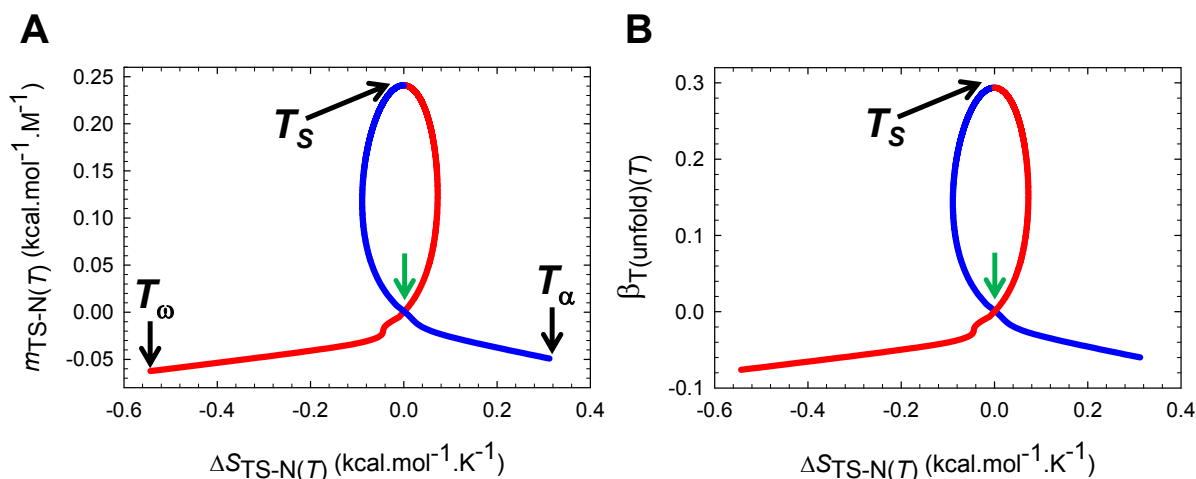 A
B
m_TS-N(T) (kcal.mol⁻¹.M⁻¹)
0.25
0.20
0.15
0.10
0.05
0.00
-0.05
T_S
T_ω
T_α
-0.6 -0.4 -0.2 0.0 0.2 0.4
ΔS_TS-N(T) (kcal.mol⁻¹.K⁻¹)
β_T(unfold)(T)
0.3
0.2
0.1
0.0
-0.1
T_S
-0.6 -0.4 -0.2 0.0 0.2 0.4
ΔS_TS-N(T) (kcal.mol⁻¹.K⁻¹)